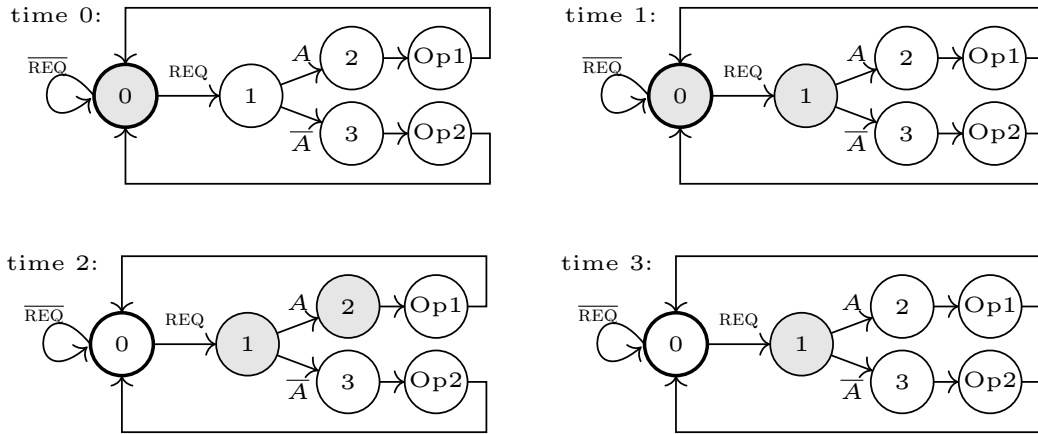 time 0:
REQ̅
0
REQ
1
A
2
Op1
A̅
3
Op2
time 1:
REQ̅
0
REQ
1
A
2
Op1
A̅
3
Op2
time 2:
REQ̅
0
REQ
1
A
2
Op1
A̅
3
Op2
time 3:
REQ̅
0
REQ
1
A
2
Op1
A̅
3
Op2